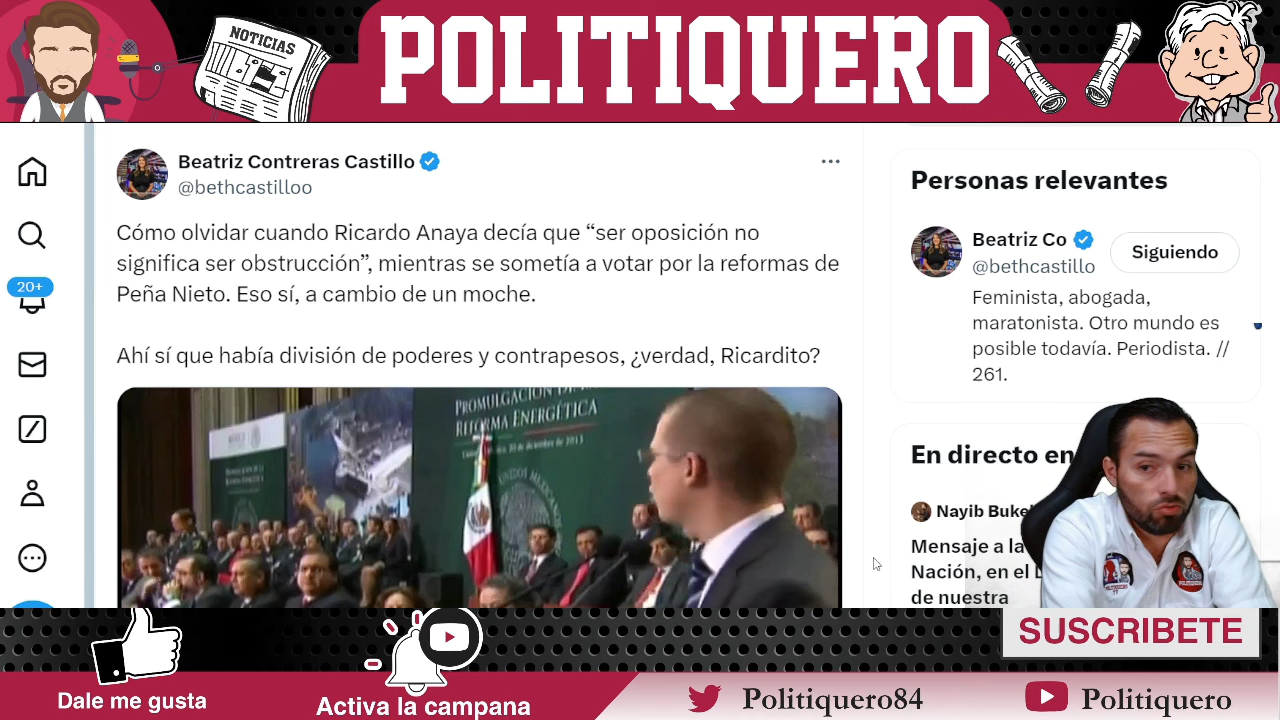 NOTICIAS
POLITIQUERO
Beatriz Contreras Castillo
@bethcastilloo
Cómo olvidar cuando Ricardo Anaya decía que “ser oposición no
significa ser obstrucción”, mientras se sometía a votar por la reformas de
Peña Nieto. Eso sí, a cambio de un moche.
Ahí sí que había división de poderes y contrapesos, ¿verdad, Ricardito?
PROMULGACIÓN DE LA
REFORMA ENERGÉTICA
20+
Personas relevantes
Beatriz Co
@bethcastillo
Siguiendo
Feminista, abogada,
maratonista. Otro mundo es
posible todavía. Periodista. //
261.
En directo en
Nayib Buke
Mensaje a la
Nación, en el
de nuestra
SUSCRIBETE
Dale me gusta
Activa la campana
Politiquero84
Politiquero